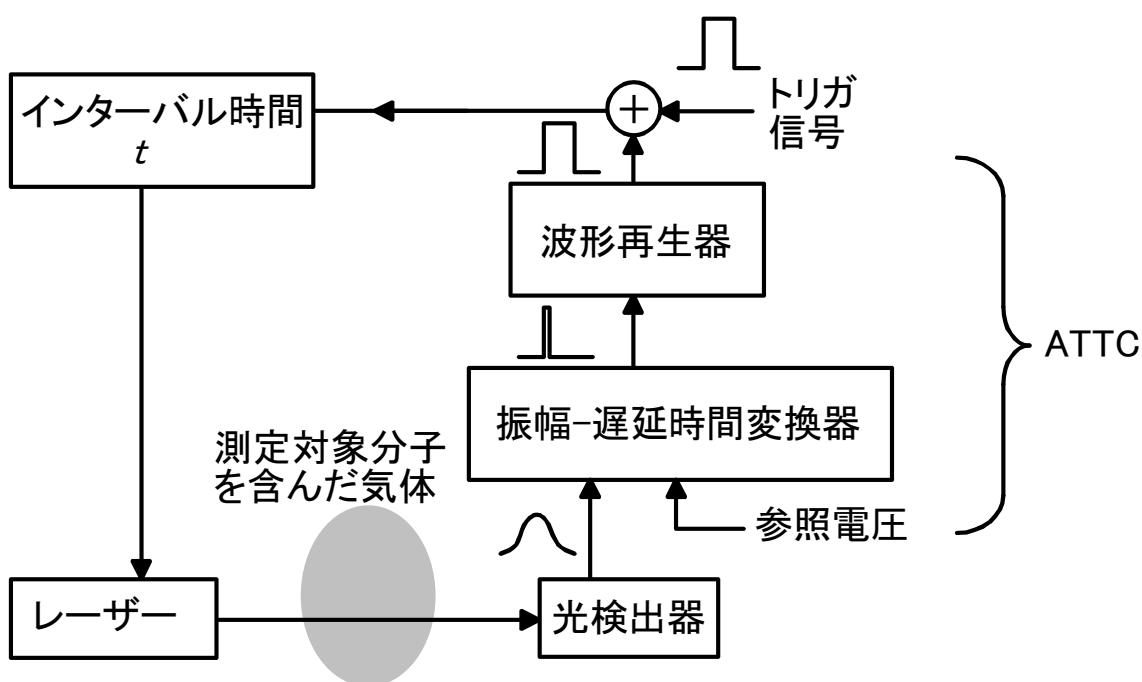 トリガ
信号
インターバル時間
t
波形再生器
ATTC
振幅-遅延時間変換器
測定対象分子
を含んだ気体
参照電圧
レーザー
光検出器